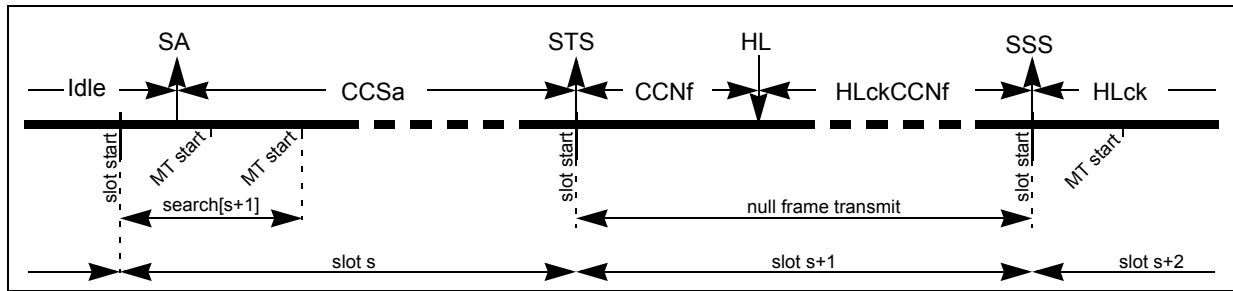 SA STS HL SSS
Idle CCSa CCNf HLckCCNf HLck
slot start MT start MT start slot start slot start MT start
search[s+1] null frame transmit
slot s slot s+1 slot s+2